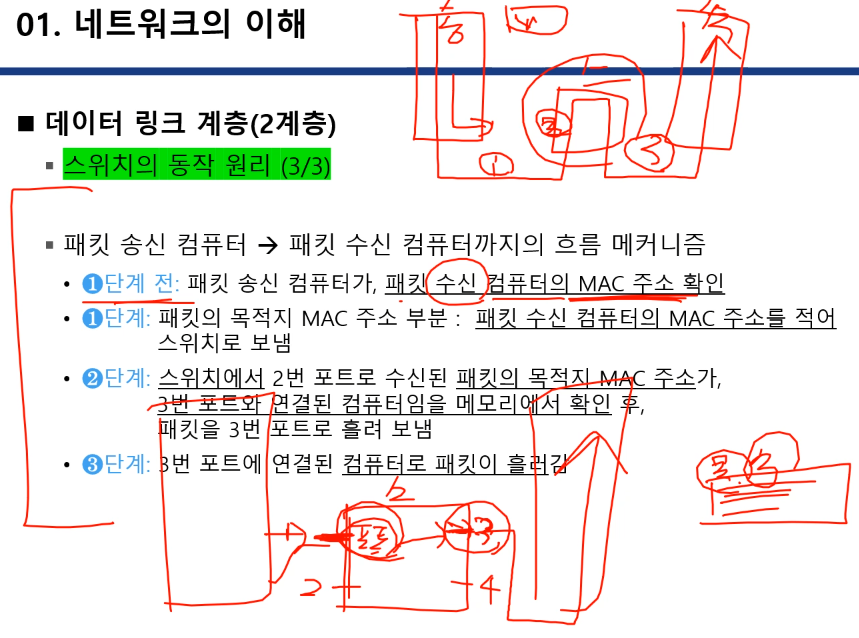 01. 네트워크의 이해
■ 데이터 링크 계층(2계층)
▪ 스위치의 동작 원리 (3/3)
▪ 패킷 송신 컴퓨터 → 패킷 수신 컴퓨터까지의 흐름 메커니즘
• ❶단계 전: 패킷 송신 컴퓨터가, 패킷 수신 컴퓨터의 MAC 주소 확인
• ❶단계: 패킷의 목적지 MAC 주소 부분 : 패킷 수신 컴퓨터의 MAC 주소를 적어
스위치로 보냄
• ❷단계: 스위치에서 2번 포트로 수신된 패킷의 목적지 MAC 주소가,
3번 포트와 연결된 컴퓨터임을 메모리에서 확인 후,
패킷을 3번 포트로 흘려 보냄
• ❸단계: 3번 포트에 연결된 컴퓨터로 패킷이 흘러감
①
②
③
1
3
2
4